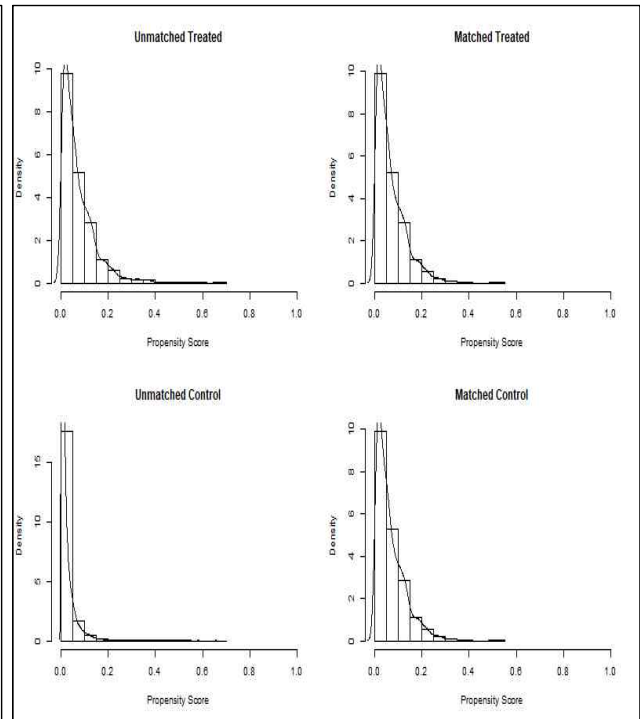 Unmatched Treated
10
8
6
4
2
0
Density
0.0 0.2 0.4 0.6 0.8 1.0
Propensity Score
Matched Treated
10
8
6
4
2
0
Density
0.0 0.2 0.4 0.6 0.8 1.0
Propensity Score
Unmatched Control
15
10
5
0
Density
0.0 0.2 0.4 0.6 0.8 1.0
Propensity Score
Matched Control
10
8
6
4
2
0
Density
0.0 0.2 0.4 0.6 0.8 1.0
Propensity Score